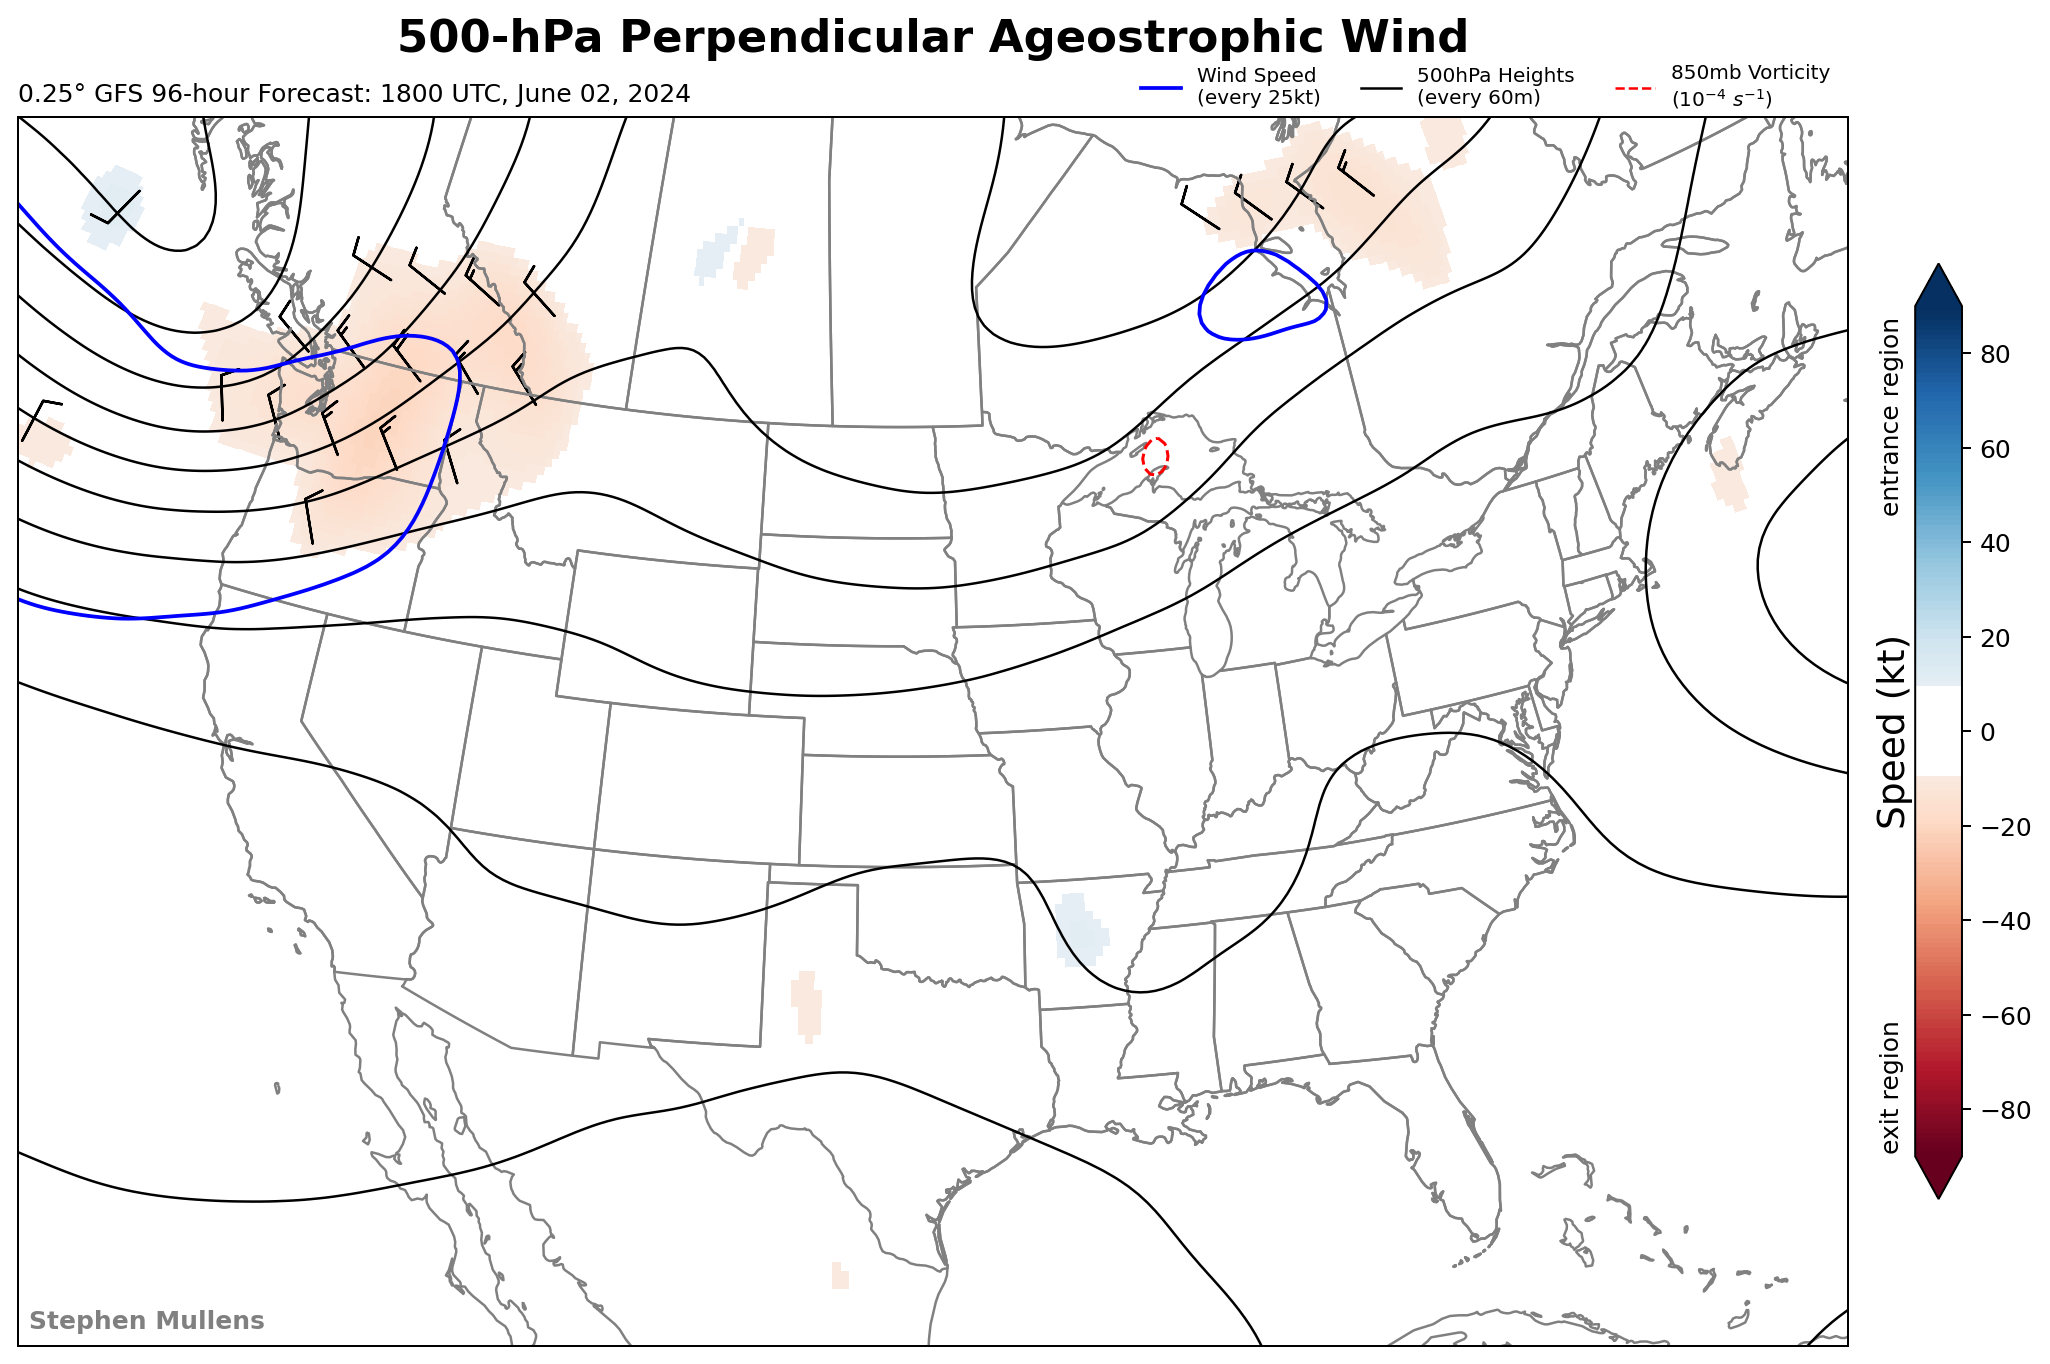 500-hPa Perpendicular Ageostrophic Wind
0.25° GFS 96-hour Forecast: 1800 UTC, June 02, 2024
Wind Speed
(every 25kt)
500hPa Heights
(every 60m)
850mb Vorticity
(10⁻⁴ s⁻¹)
entrance region
Speed (kt)
exit region
80
60
40
20
0
−20
−40
−60
−80
Stephen Mullens